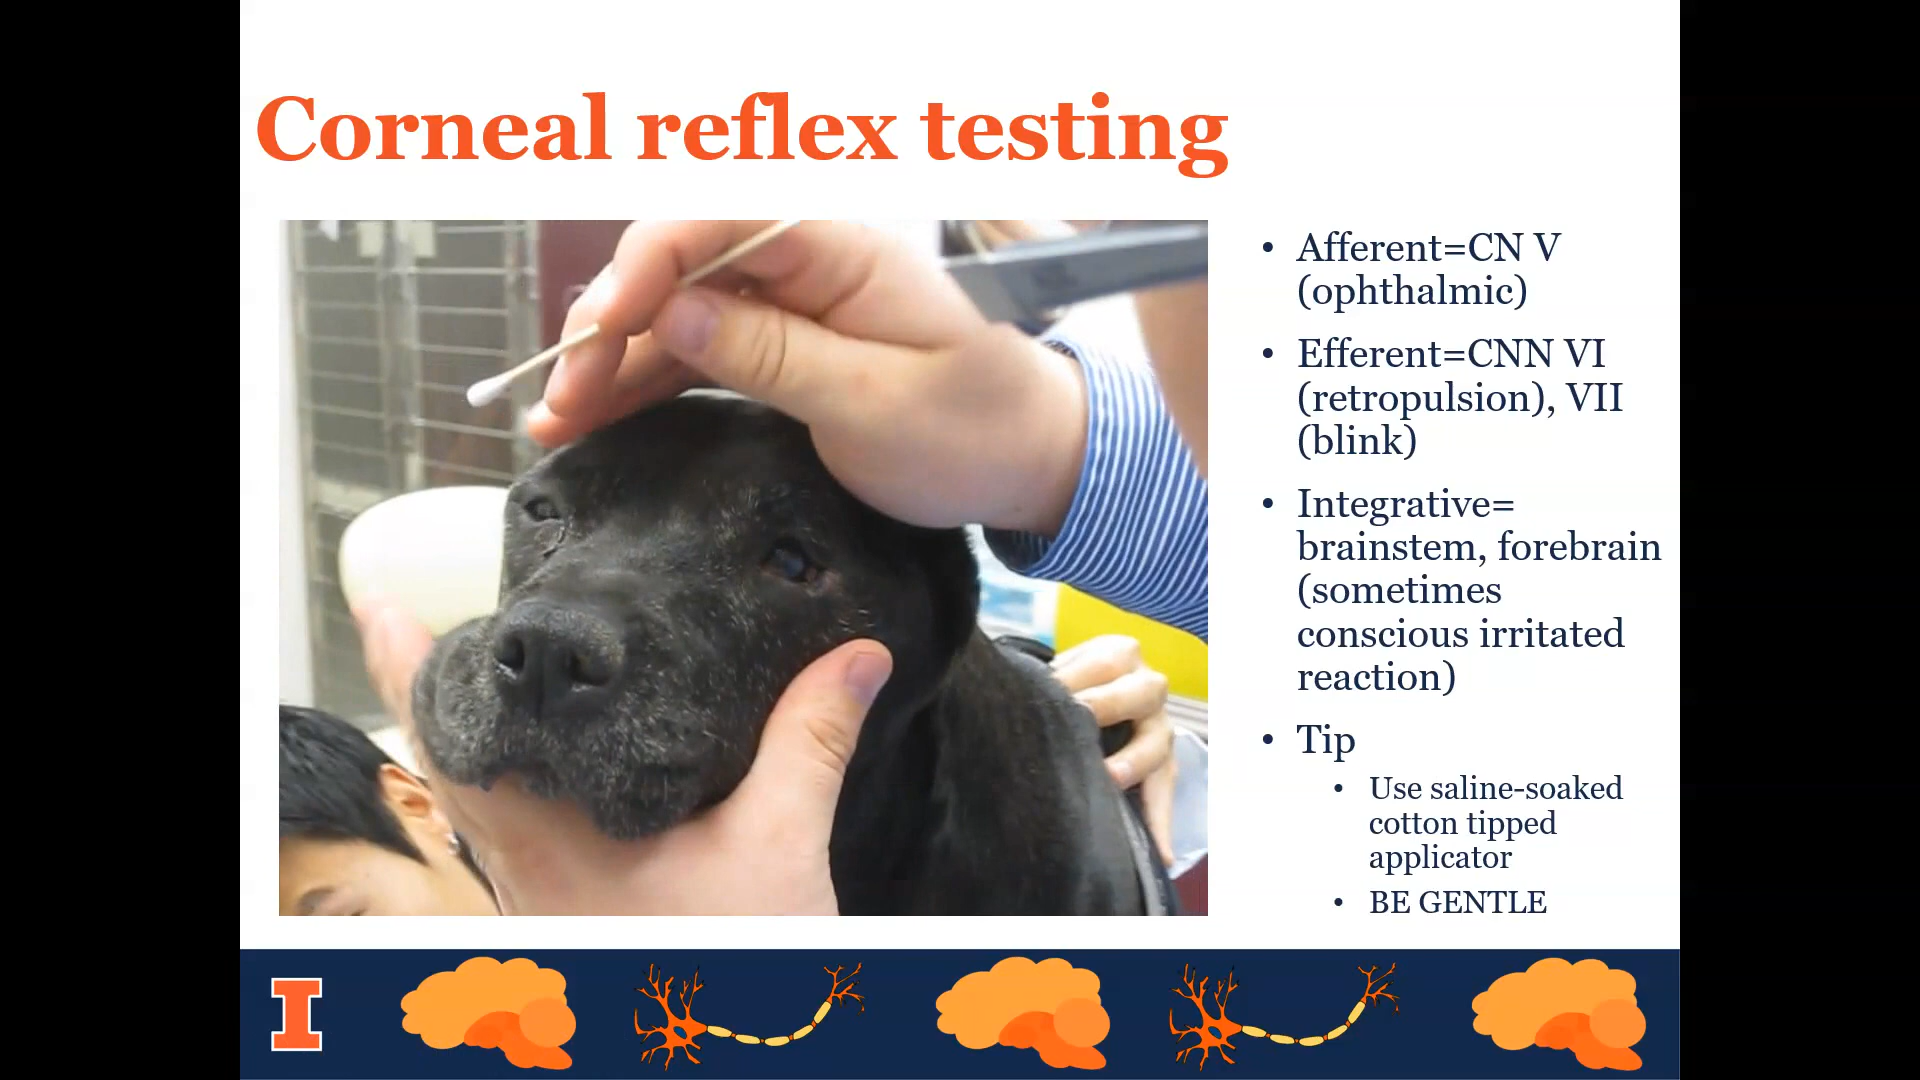 Corneal reflex testing
• Afferent=CN V
(ophthalmic)
• Efferent=CNN VI
(retropulsion), VII
(blink)
• Integrative=
brainstem, forebrain
(sometimes
conscious irritated
reaction)
• Tip
• Use saline-soaked
cotton tipped
applicator
• BE GENTLE
I